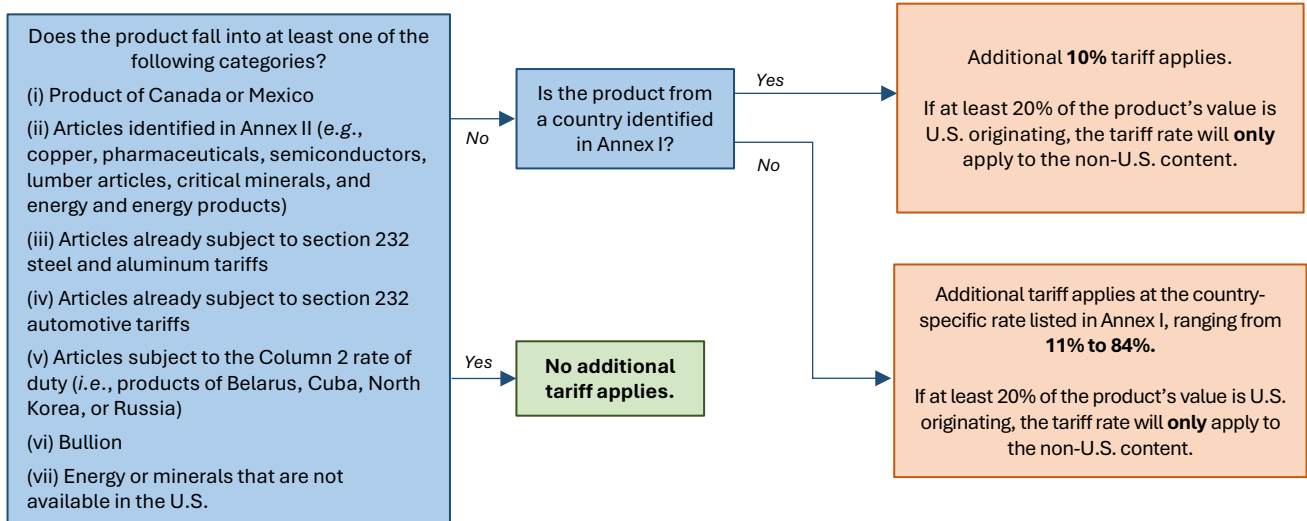 Does the product fall into at least one of the
following categories?
(i) Product of Canada or Mexico
(ii) Articles identified in Annex II (e.g.,
copper, pharmaceuticals, semiconductors,
lumber articles, critical minerals, and
energy and energy products)
(iii) Articles already subject to section 232
steel and aluminum tariffs
(iv) Articles already subject to section 232
automotive tariffs
(v) Articles subject to the Column 2 rate of
duty (i.e., products of Belarus, Cuba, North
Korea, or Russia)
(vi) Bullion
(vii) Energy or minerals that are not
available in the U.S.
No
Yes
Is the product from
a country identified
in Annex I?
No additional
tariff applies.
Yes
No
Additional 10% tariff applies.
If at least 20% of the product’s value is
U.S. originating, the tariff rate will only
apply to the non-U.S. content.
Additional tariff applies at the country-
specific rate listed in Annex I, ranging from
11% to 84%.
If at least 20% of the product’s value is U.S.
originating, the tariff rate will only apply to
the non-U.S. content.